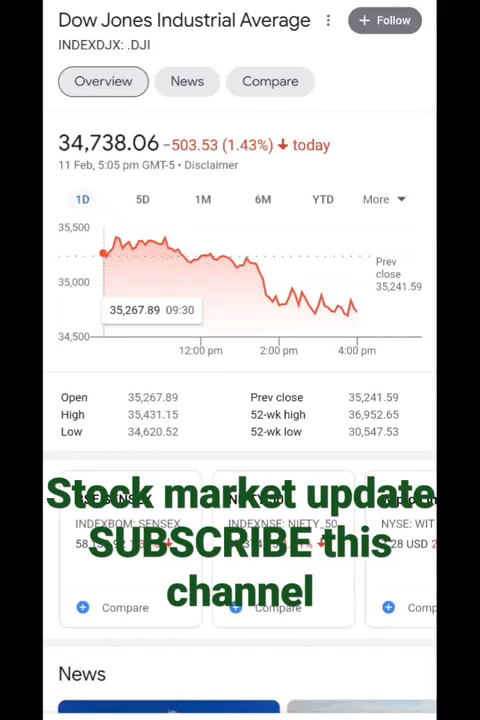 Dow Jones Industrial Average
Follow
INDEXDJX: .DJI
Overview News Compare
34,738.06 −503.53 (1.43%) today
11 Feb, 5:05 pm GMT-5 • Disclaimer
1D 5D 1M 6M YTD More
35,500
Prev
close
35,241.59
35,000
35,267.89 09:30
34,500
12:00 pm 2:00 pm 4:00 pm
Open 35,267.89 Prev close 35,241.59
High 35,431.15 52-wk high 36,952.65
Low 34,620.52 52-wk low 30,547.53
Stock market update
INDEXBOM: SENSEX INDEXNSE: NIFTY_50 NYSE: WIT
SUBSCRIBE this
channel
Compare Compare Comp
News